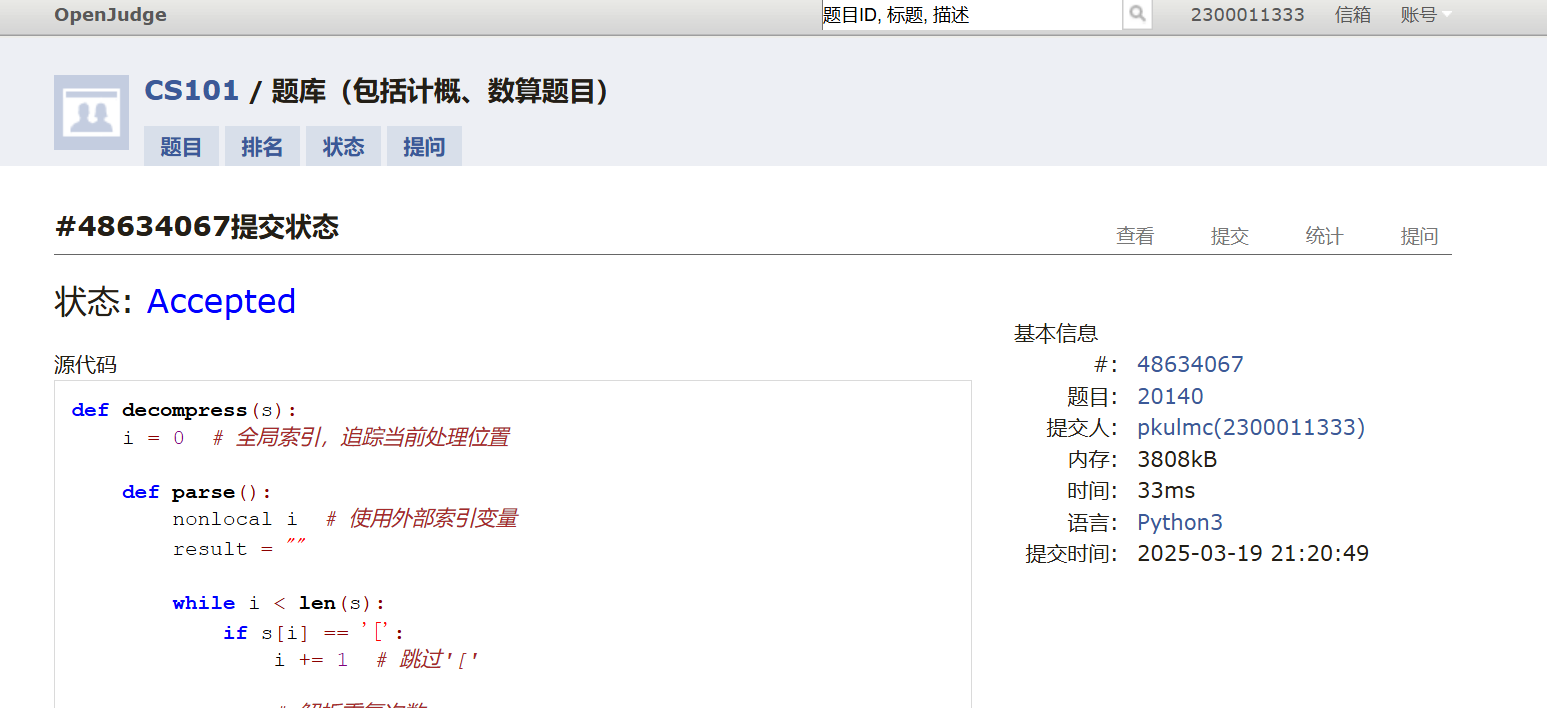 OpenJudge 题目ID, 标题, 描述 2300011333 信箱 账号
CS101 / 题库（包括计概、数算题目）
题目 排名 状态 提问
#48634067提交状态
查看 提交 统计 提问
状态: Accepted
源代码
def decompress(s):
i = 0 # 全局索引，追踪当前处理位置
def parse():
nonlocal i # 使用外部索引变量
result = ""
while i < len(s):
if s[i] == '[':
i += 1 # 跳过'['
# 解析重复次数
基本信息
#: 48634067
题目: 20140
提交人: pkulmc(2300011333)
内存: 3808kB
时间: 33ms
语言: Python3
提交时间: 2025-03-19 21:20:49